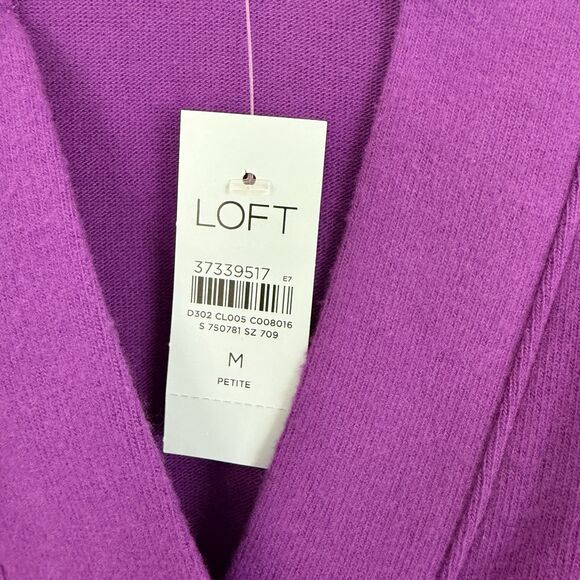 LOFT
37339517 E7
D302 CL005 C008016
S 750781 SZ 709
M
PETITE